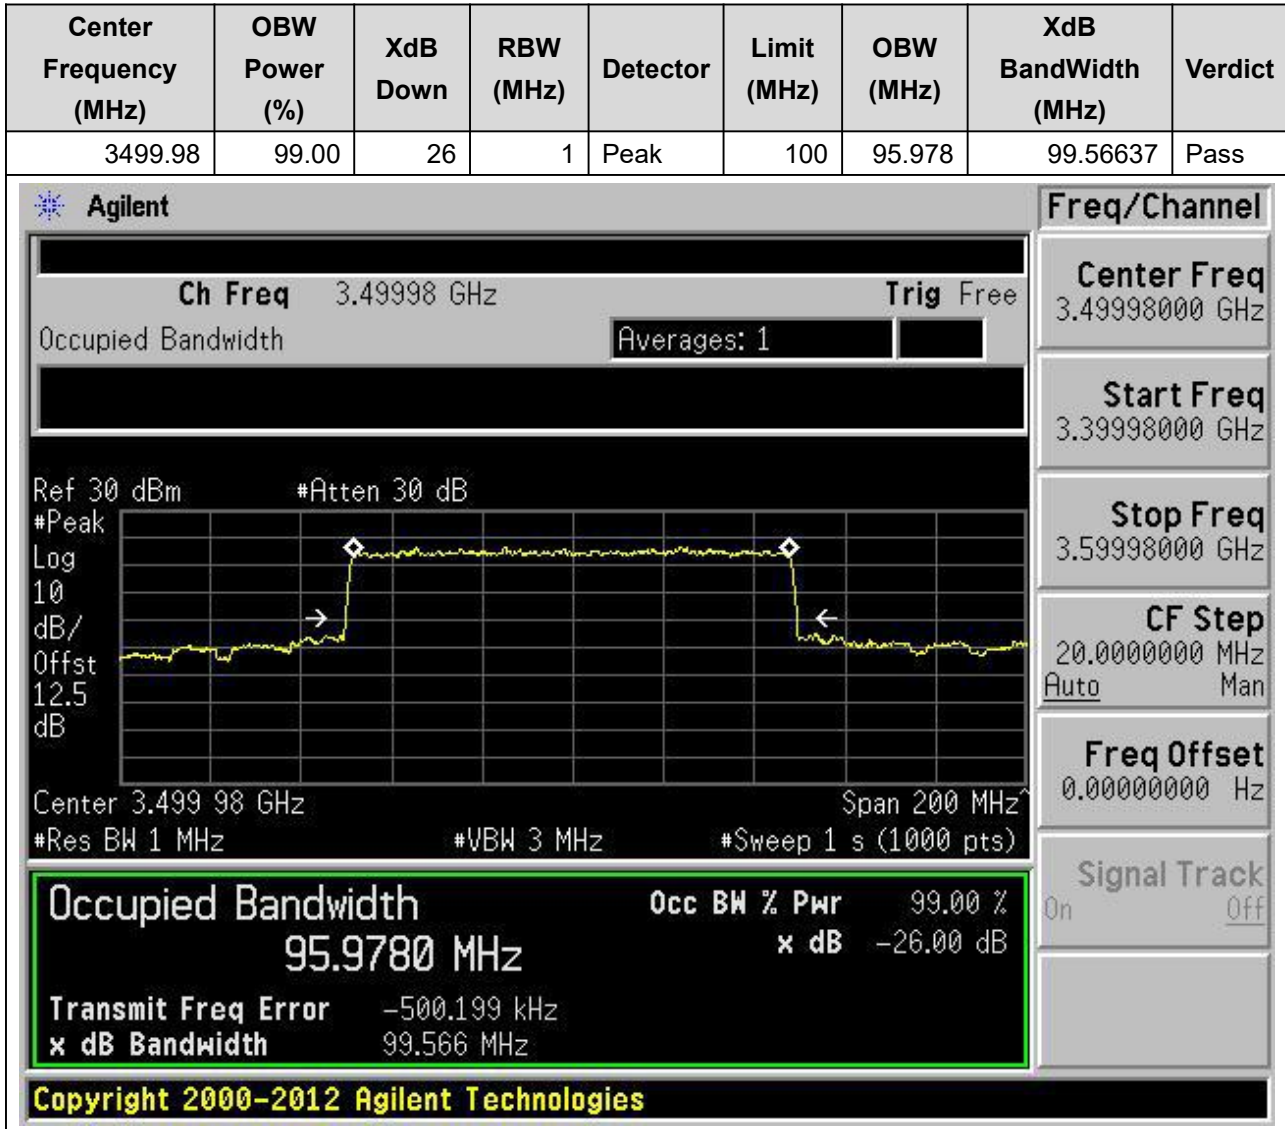 Center Frequency (MHz) OBW Power (%) XdB Down RBW (MHz) Detector Limit (MHz) OBW (MHz) XdB BandWidth (MHz) Verdict
3499.98 99.00 26 1 Peak 100 95.978 99.56637 Pass
Agilent
Freq/Channel
Ch Freq 3.49998 GHz Trig Free
Occupied Bandwidth Averages: 1
Center Freq
3.49998000 GHz
Start Freq
3.39998000 GHz
Stop Freq
3.59998000 GHz
CF Step
20.0000000 MHz
Auto Man
Freq Offset
0.00000000 Hz
Signal Track
On Off
Ref 30 dBm #Atten 30 dB
#Peak
Log
10
dB/
Offst
12.5
dB
Center 3.499 98 GHz Span 200 MHz^
#Res BW 1 MHz #VBW 3 MHz #Sweep 1 s (1000 pts)
Occupied Bandwidth Occ BW % Pwr 99.00 %
95.9780 MHz x dB -26.00 dB
Transmit Freq Error -500.199 kHz
x dB Bandwidth 99.566 MHz
Copyright 2000-2012 Agilent Technologies